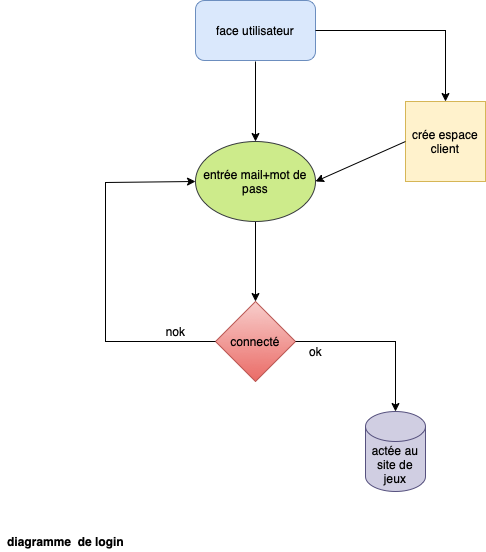 face utilisateur
crée espace
client
entrée mail+mot de
pass
nok
connecté
ok
actée au
site de
jeux
diagramme de login